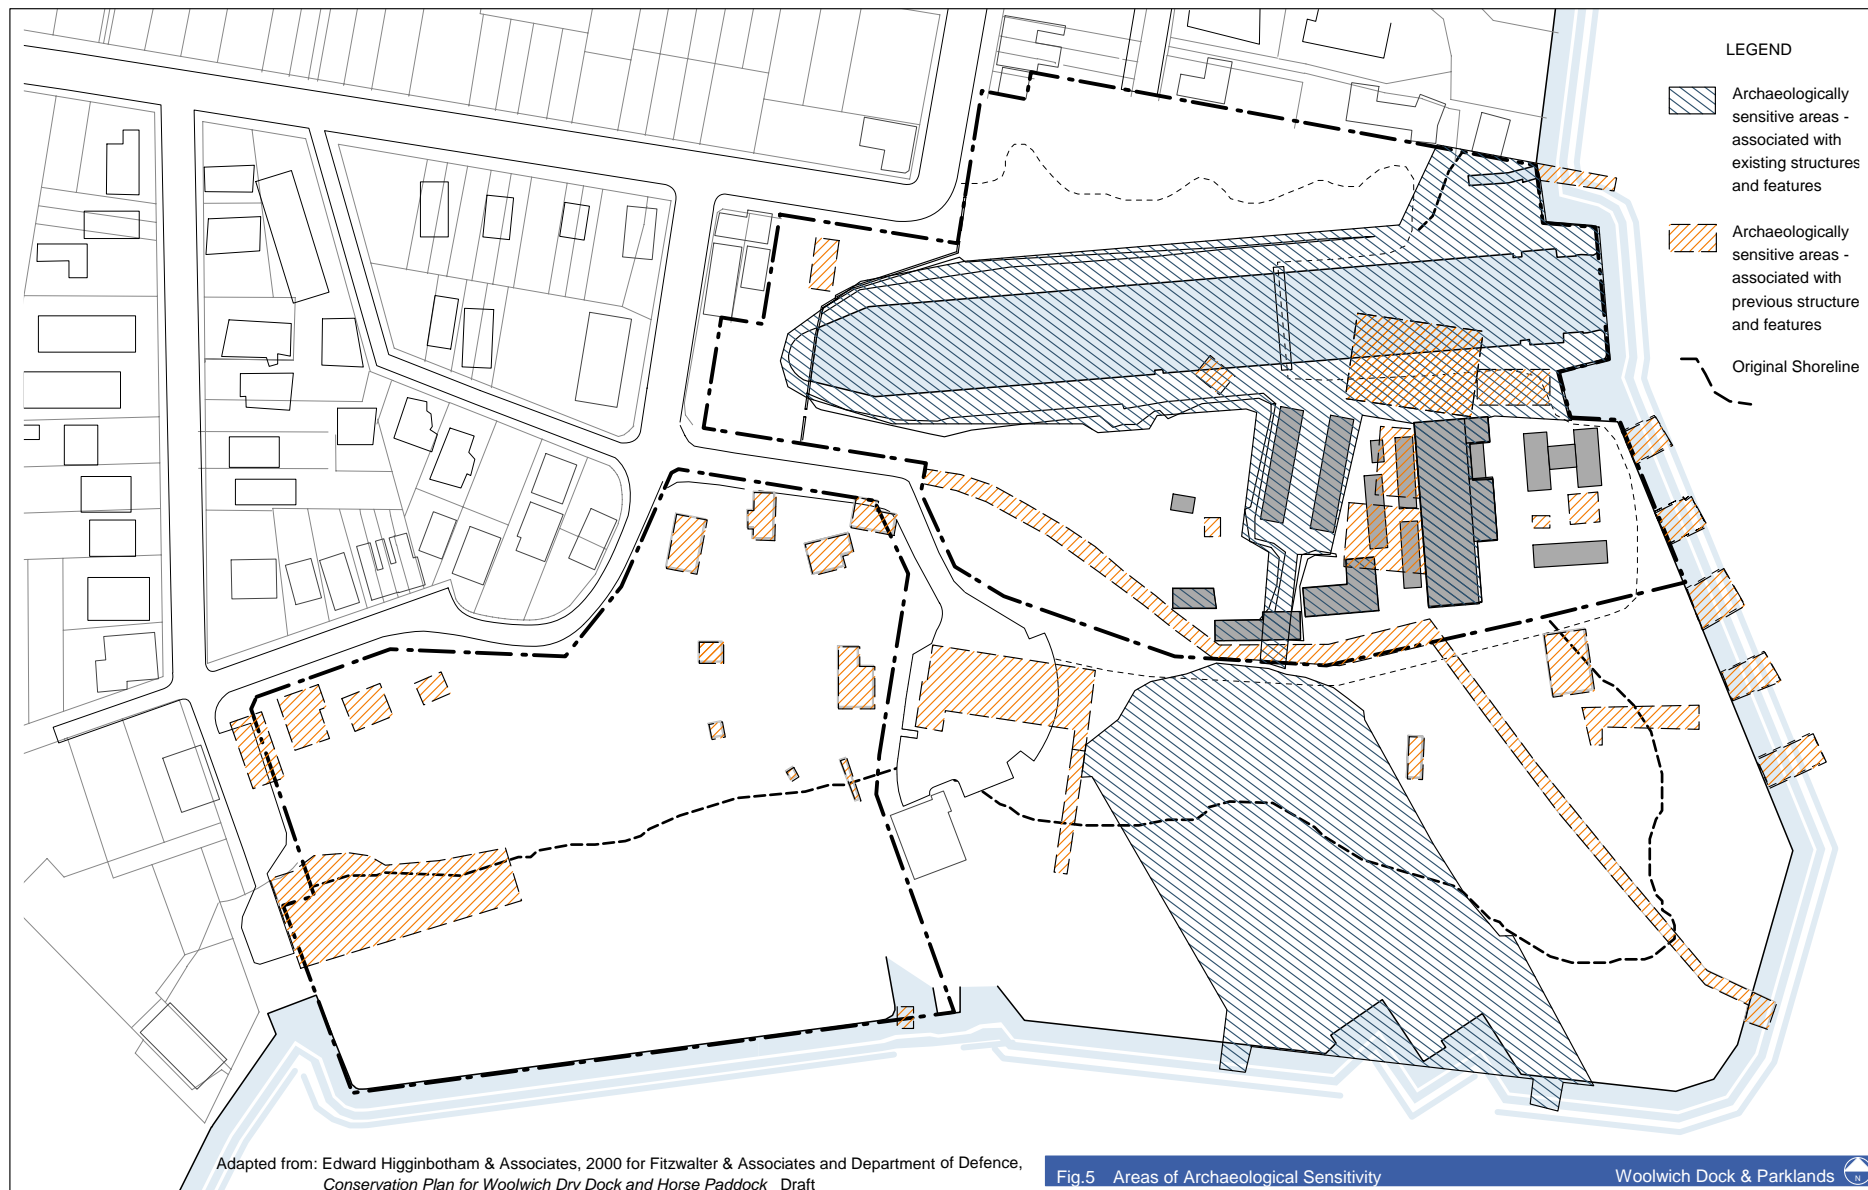 LEGEND
Archaeologically
sensitive areas -
associated with
existing structures
and features
Archaeologically
sensitive areas -
associated with
previous structure
and features
Original Shoreline
Adapted from: Edward Higginbotham & Associates, 2000 for Fitzwalter & Associates and Department of Defence,
Conservation Plan for Woolwich Dry Dock and Horse Paddock Draft
Fig.5 Areas of Archaeological Sensitivity
Woolwich Dock & Parklands
N